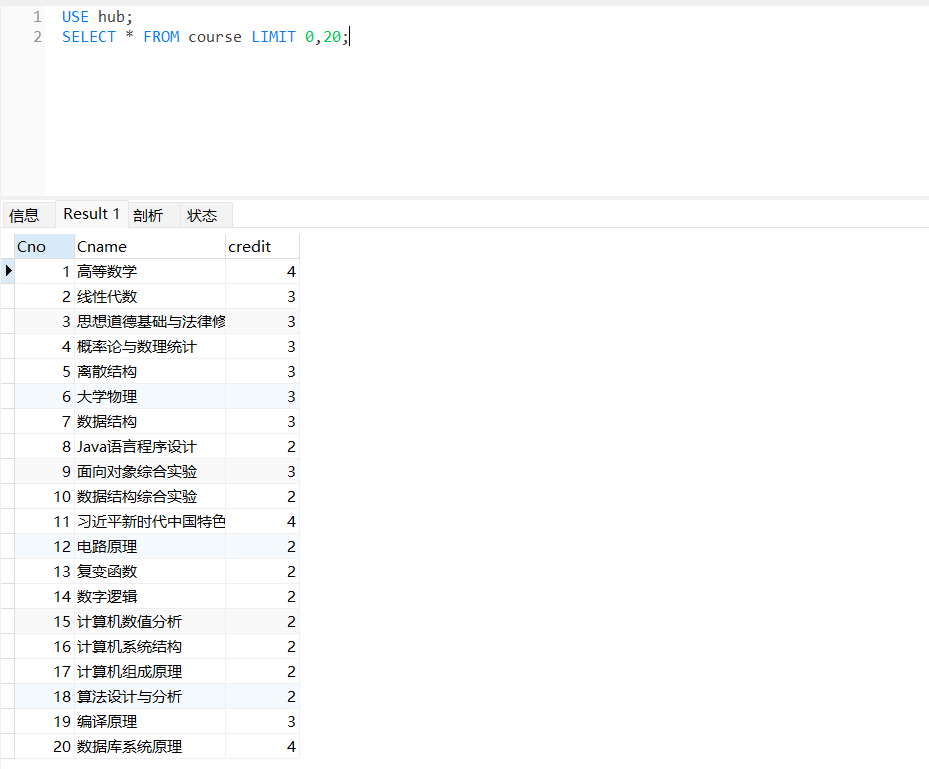 1 USE hub;
2 SELECT * FROM course LIMIT 0,20;
信息 Result 1 剖析 状态
Cno Cname credit
1 高等数学 4
2 线性代数 3
3 思想道德基础与法律修 3
4 概率论与数理统计 3
5 离散结构 3
6 大学物理 3
7 数据结构 3
8 Java语言程序设计 2
9 面向对象综合实验 3
10 数据结构综合实验 2
11 习近平新时代中国特色 4
12 电路原理 2
13 复变函数 2
14 数字逻辑 2
15 计算机数值分析 2
16 计算机系统结构 2
17 计算机组成原理 2
18 算法设计与分析 2
19 编译原理 3
20 数据库系统原理 4